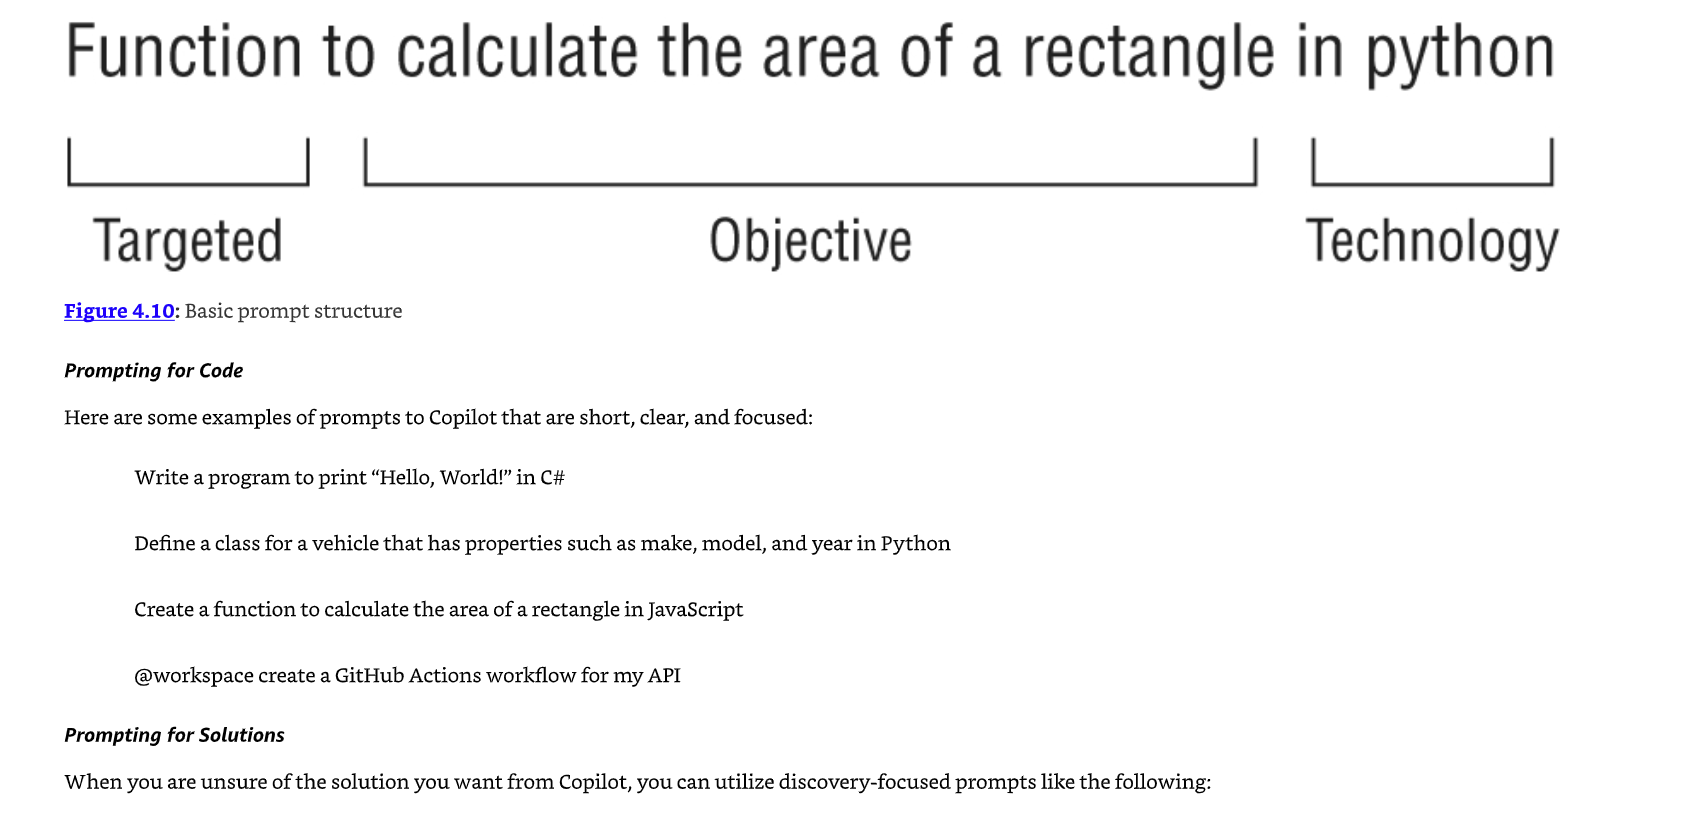 Function to calculate the area of a rectangle in python
Targeted Objective Technology
Figure 4.10: Basic prompt structure
Prompting for Code
Here are some examples of prompts to Copilot that are short, clear, and focused:
Write a program to print “Hello, World!” in C#
Define a class for a vehicle that has properties such as make, model, and year in Python
Create a function to calculate the area of a rectangle in JavaScript
@workspace create a GitHub Actions workflow for my API
Prompting for Solutions
When you are unsure of the solution you want from Copilot, you can utilize discovery-focused prompts like the following: